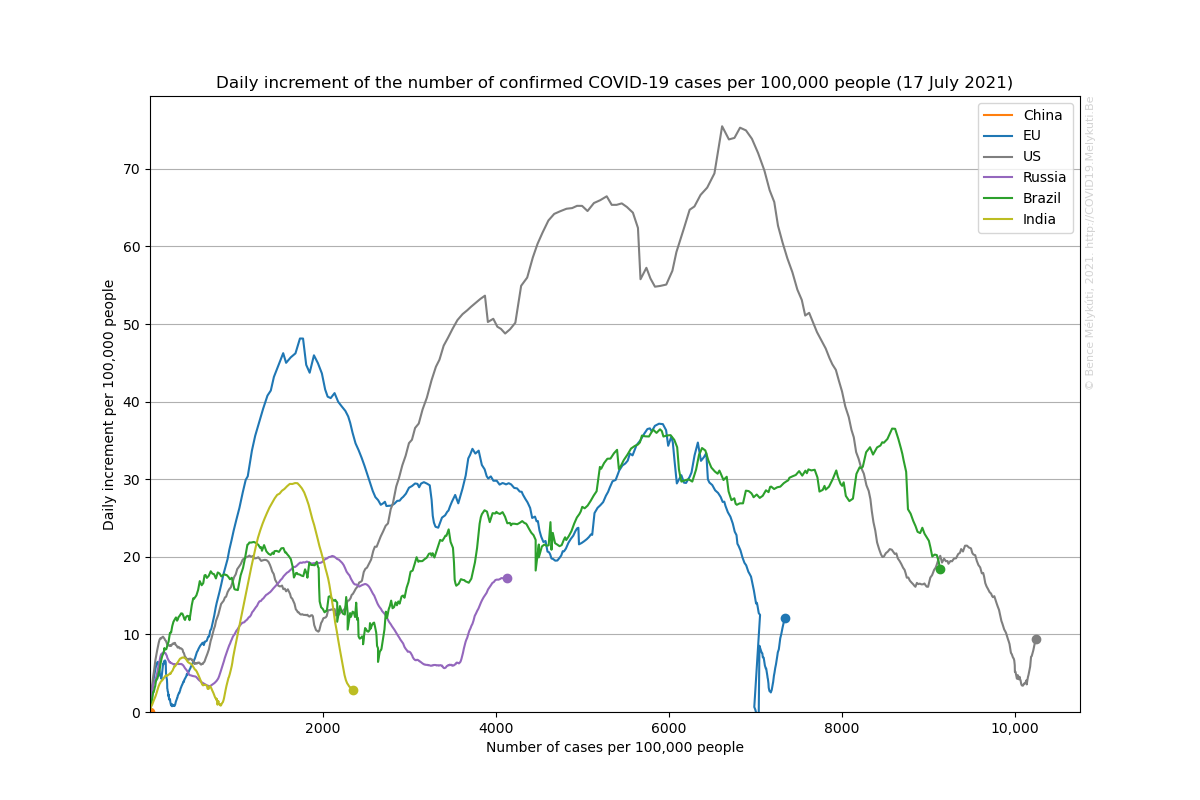 Daily increment of the number of confirmed COVID-19 cases per 100,000 people (17 July 2021)
China
EU
US
Russia
Brazil
India
© Bence Melykuti, 2021 http://COVID19.Melykuti.Be
Daily increment per 100,000 people
70
60
50
40
30
20
10
0
2000
4000
6000
8000
10,000
Number of cases per 100,000 people